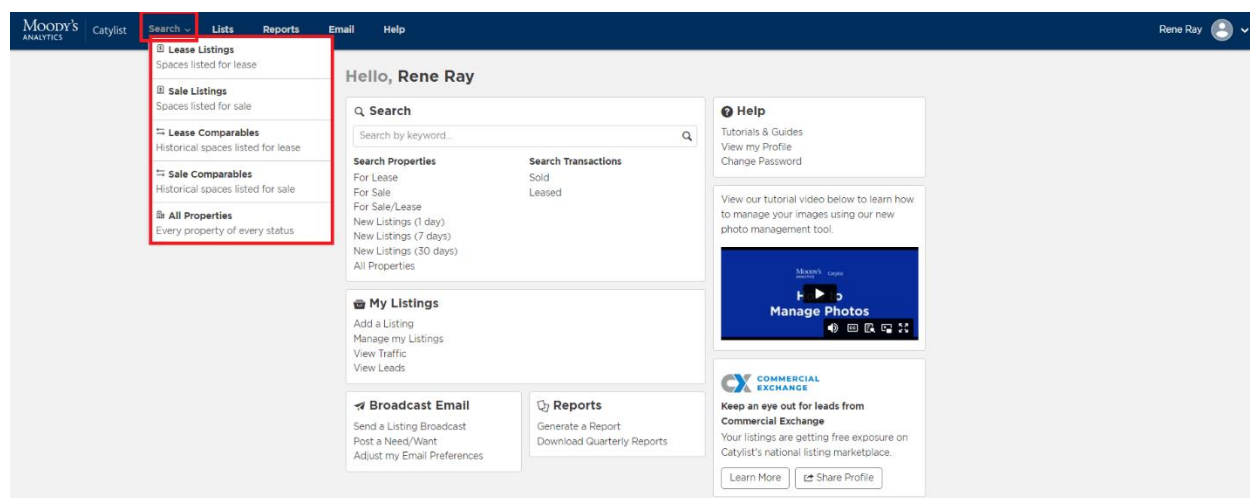 MOODY'S
ANALYTICS
Catylist
Search
Lists
Reports
Email
Help
Rene Ray
Lease Listings
Spaces listed for lease
Sale Listings
Spaces listed for sale
Lease Comparables
Historical spaces listed for lease
Sale Comparables
Historical spaces listed for sale
All Properties
Every property of every status
Hello, Rene Ray
Search
Search by keyword...
Search Properties
For Lease
For Sale
For Sale/Lease
New Listings (1 day)
New Listings (7 days)
New Listings (30 days)
All Properties
Search Transactions
Sold
Leased
My Listings
Add a Listing
Manage my Listings
View Traffic
View Leads
Broadcast Email
Send a Listing Broadcast
Post a Need/Want
Adjust my Email Preferences
Reports
Generate a Report
Download Quarterly Reports
Help
Tutorials & Guides
View my Profile
Change Password
View our tutorial video below to learn how
to manage your images using our new
photo management tool.
MOODY'S
ANALYTICS
Catylist
Manage Photos
CX COMMERCIAL
EXCHANGE
Keep an eye out for leads from
Commercial Exchange
Your listings are getting free exposure on
Catylist's national listing marketplace.
Learn More
Share Profile